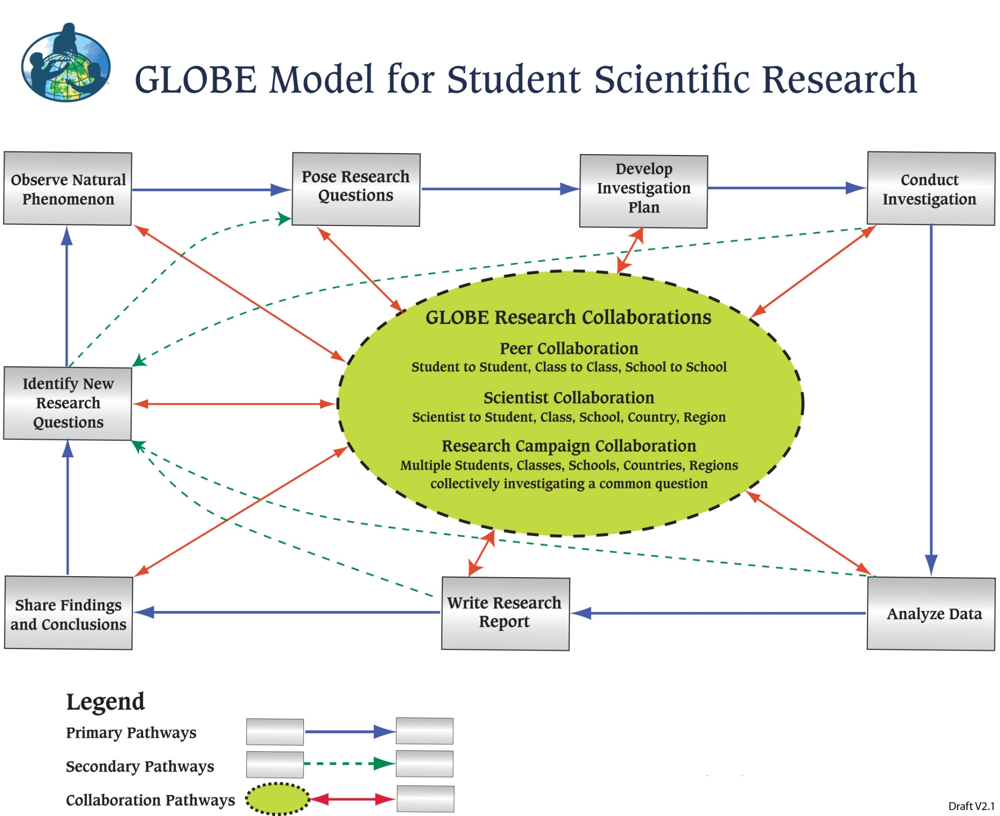 GLOBE Model for Student Scientific Research
Observe Natural
Phenomenon
Pose Research
Questions
Develop
Investigation
Plan
Conduct
Investigation
GLOBE Research Collaborations
Peer Collaboration
Student to Student, Class to Class, School to School
Scientist Collaboration
Scientist to Student, Class, School, Country, Region
Research Campaign Collaboration
Multiple Students, Classes, Schools, Countries, Regions
collectively investigating a common question
Identify New
Research
Questions
Share Findings
and Conclusions
Write Research
Report
Analyze Data
Legend
Primary Pathways
Secondary Pathways
Collaboration Pathways
Draft V2.1